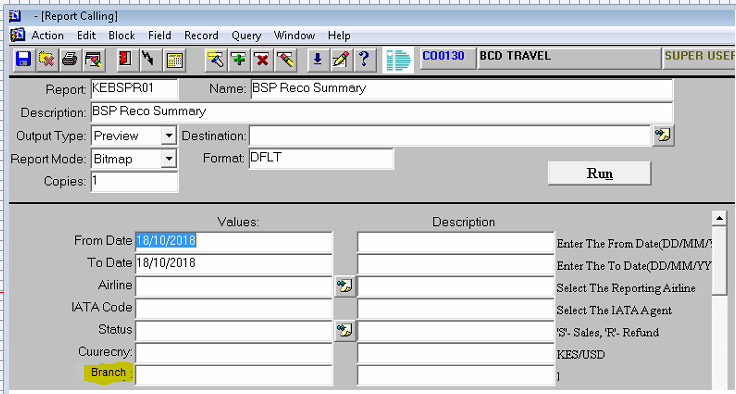 - [Report Calling]
Action Edit Block Field Record Query Window Help
CO0130 BCD TRAVEL SUPER USER
Report: KEBSPR01 Name: BSP Reco Summary
Description: BSP Reco Summary
Output Type: Preview Destination:
Report Mode: Bitmap Format: DFLT
Copies: 1
Run
Values: Description
From Date 18/10/2018 Enter The From Date(DD/MM/Y
To Date 18/10/2018 Enter The To Date(DD/MM/YY
Airline Select The Reporting Airline
IATA Code Select The IATA Agent
Status 'S'- Sales, 'R'- Refund
Cuurecny: KES/USD
Branch : ]